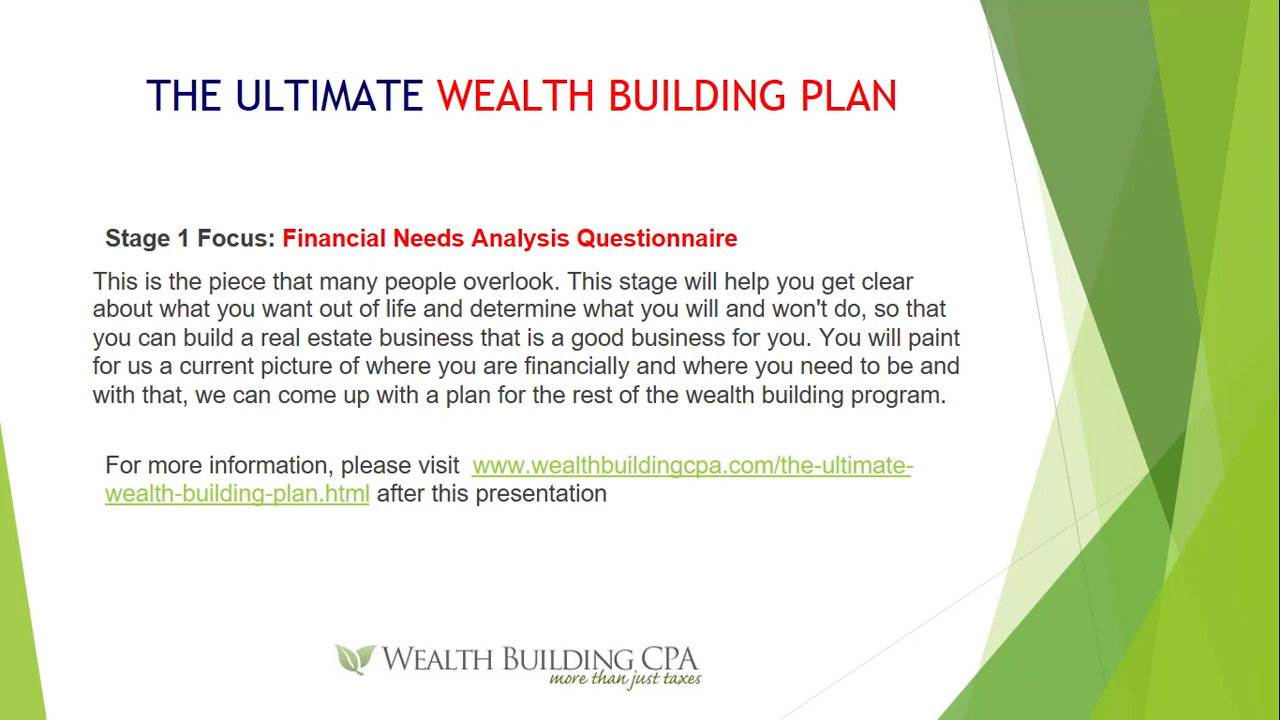 THE ULTIMATE WEALTH BUILDING PLAN
Stage 1 Focus: Financial Needs Analysis Questionnaire
This is the piece that many people overlook. This stage will help you get clear
about what you want out of life and determine what you will and won't do, so that
you can build a real estate business that is a good business for you. You will paint
for us a current picture of where you are financially and where you need to be and
with that, we can come up with a plan for the rest of the wealth building program.
For more information, please visit www.wealthbuildingcpa.com/the-ultimate-
wealth-building-plan.html after this presentation
WEALTH BUILDING CPA
more than just taxes